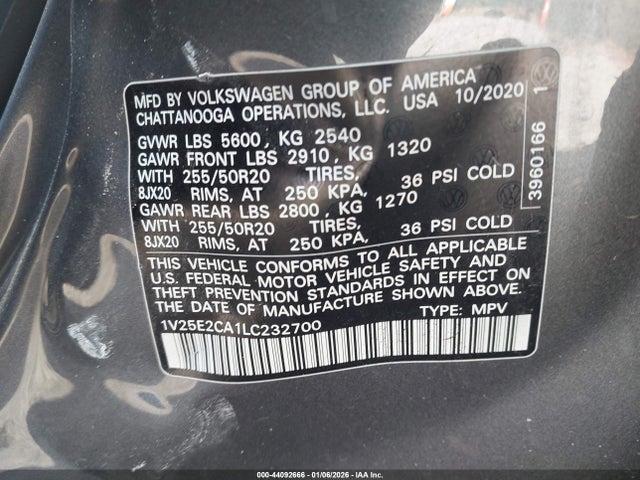 MFD BY VOLKSWAGEN GROUP OF AMERICA
CHATTANOOGA OPERATIONS, LLC. USA 10/2020
GVWR LBS 5600, KG 2540
GAWR FRONT LBS 2910, KG 1320
WITH 255/50R20 TIRES,
8JX20 RIMS, AT 250 KPA, 36 PSI COLD
GAWR REAR LBS 2800, KG 1270
WITH 255/50R20 TIRES,
8JX20 RIMS, AT 250 KPA, 36 PSI COLD
THIS VEHICLE CONFORMS TO ALL APPLICABLE
U.S. FEDERAL MOTOR VEHICLE SAFETY AND
THEFT PREVENTION STANDARDS IN EFFECT ON
THE DATE OF MANUFACTURE SHOWN ABOVE.
1V25E2CA1LC232700 TYPE: MPV
3960166 1
000-44092666 - 01/06/2026 - IAA Inc.